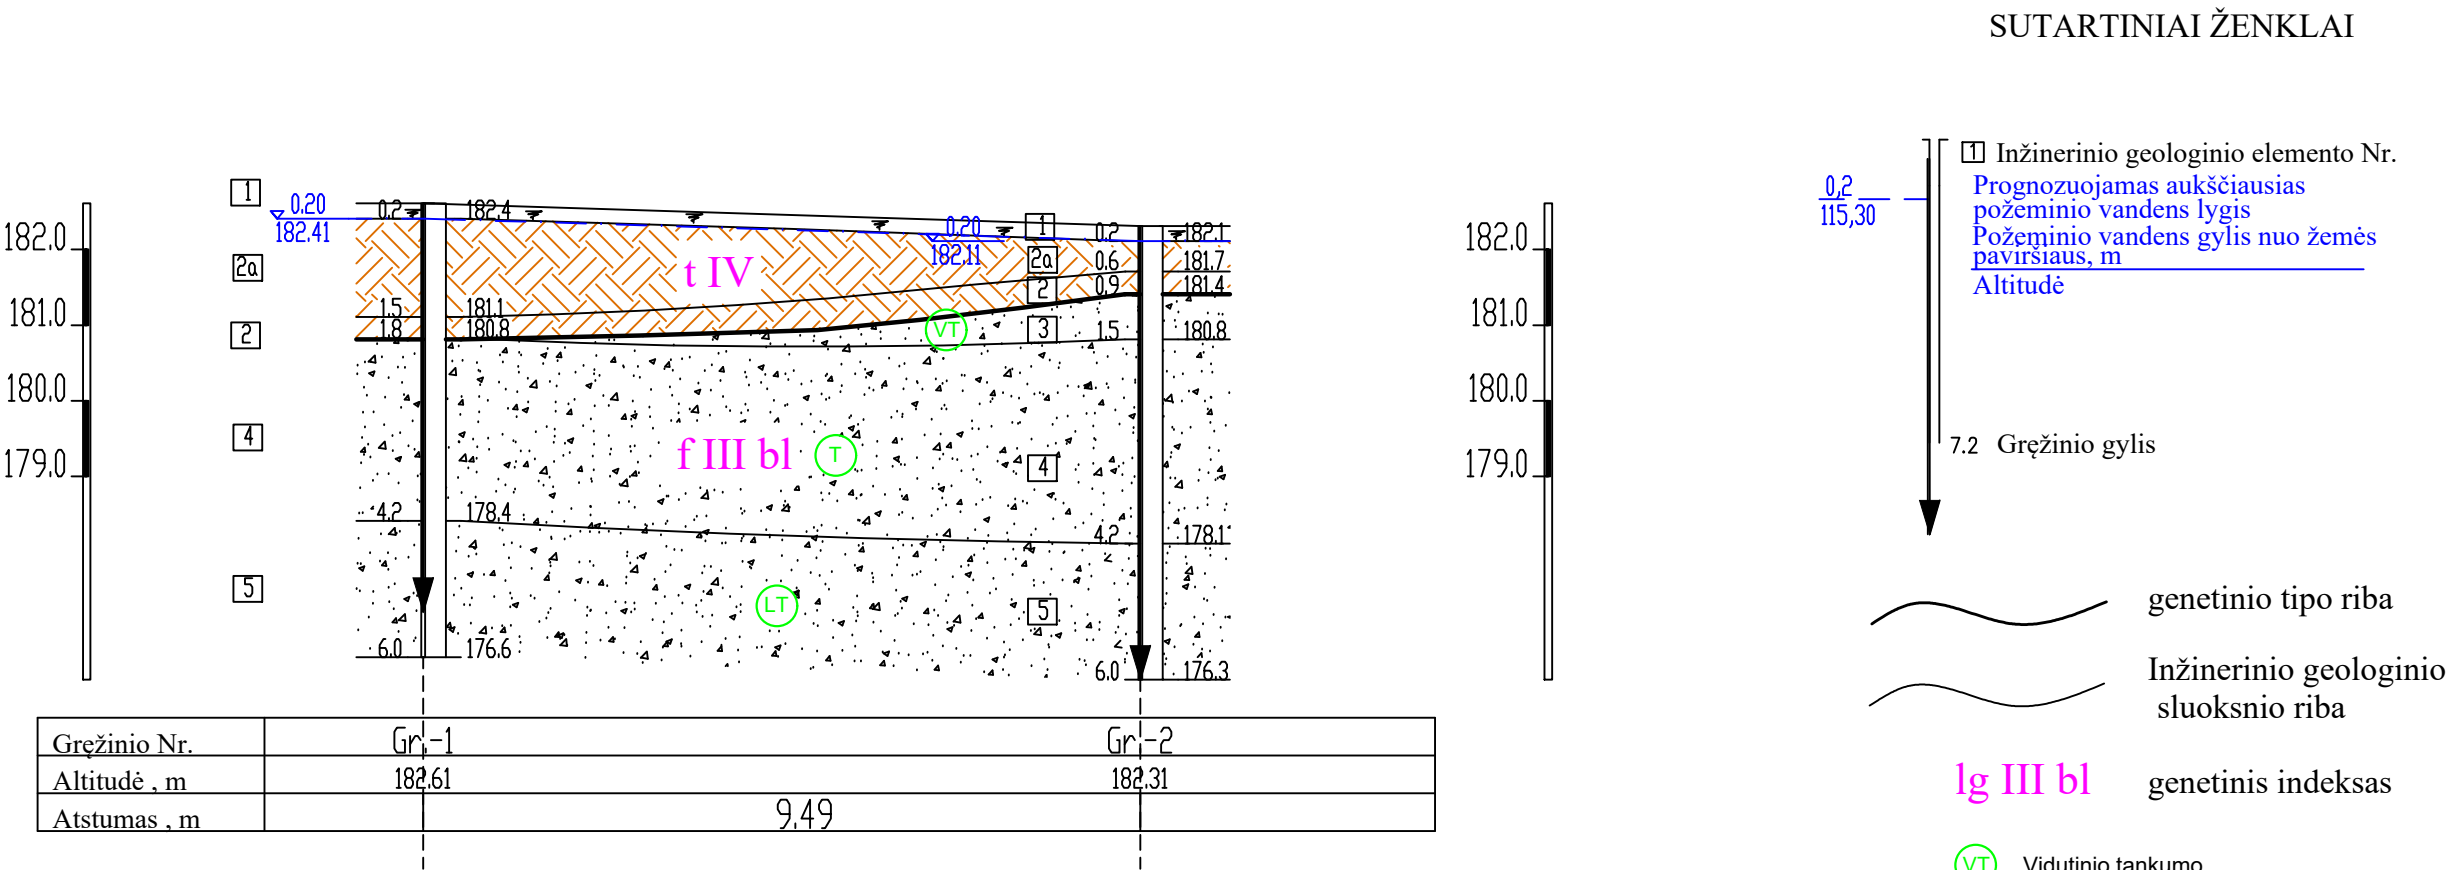 SUTARTINIAI ŽENKLAI
1 Inžinerinio geologinio elemento Nr.
0,2
115,30
Prognozuojamas aukščiausias
požeminio vandens lygis
Požeminio vandens gylis nuo žemės
paviršiaus, m
Altitudė
7.2 Gręžinio gylis
genetinio tipo riba
Inžinerinio geologinio
sluoksnio riba
lg III bl genetinis indeksas
VT Vidutinio tankumo
182.0
181.0
180.0
179.0
1
2a
2
4
5
0.20
182.41
0.2 182.4
1.5 181.1
1.8 180.8
4.2 178.4
6.0 176.6
t IV
f III bl
VT
T
LT
0.20
182.11
1
2a
2
3
4
5
0.2 182.1
0.6 181.7
0.9 181.4
1.5 180.8
4.2 178.1
6.0 176.3
182.0
181.0
180.0
179.0
Gręžinio Nr. Gr.-1 Gr.-2
Altitudė , m 182.61 182.31
Atstumas , m 9.49